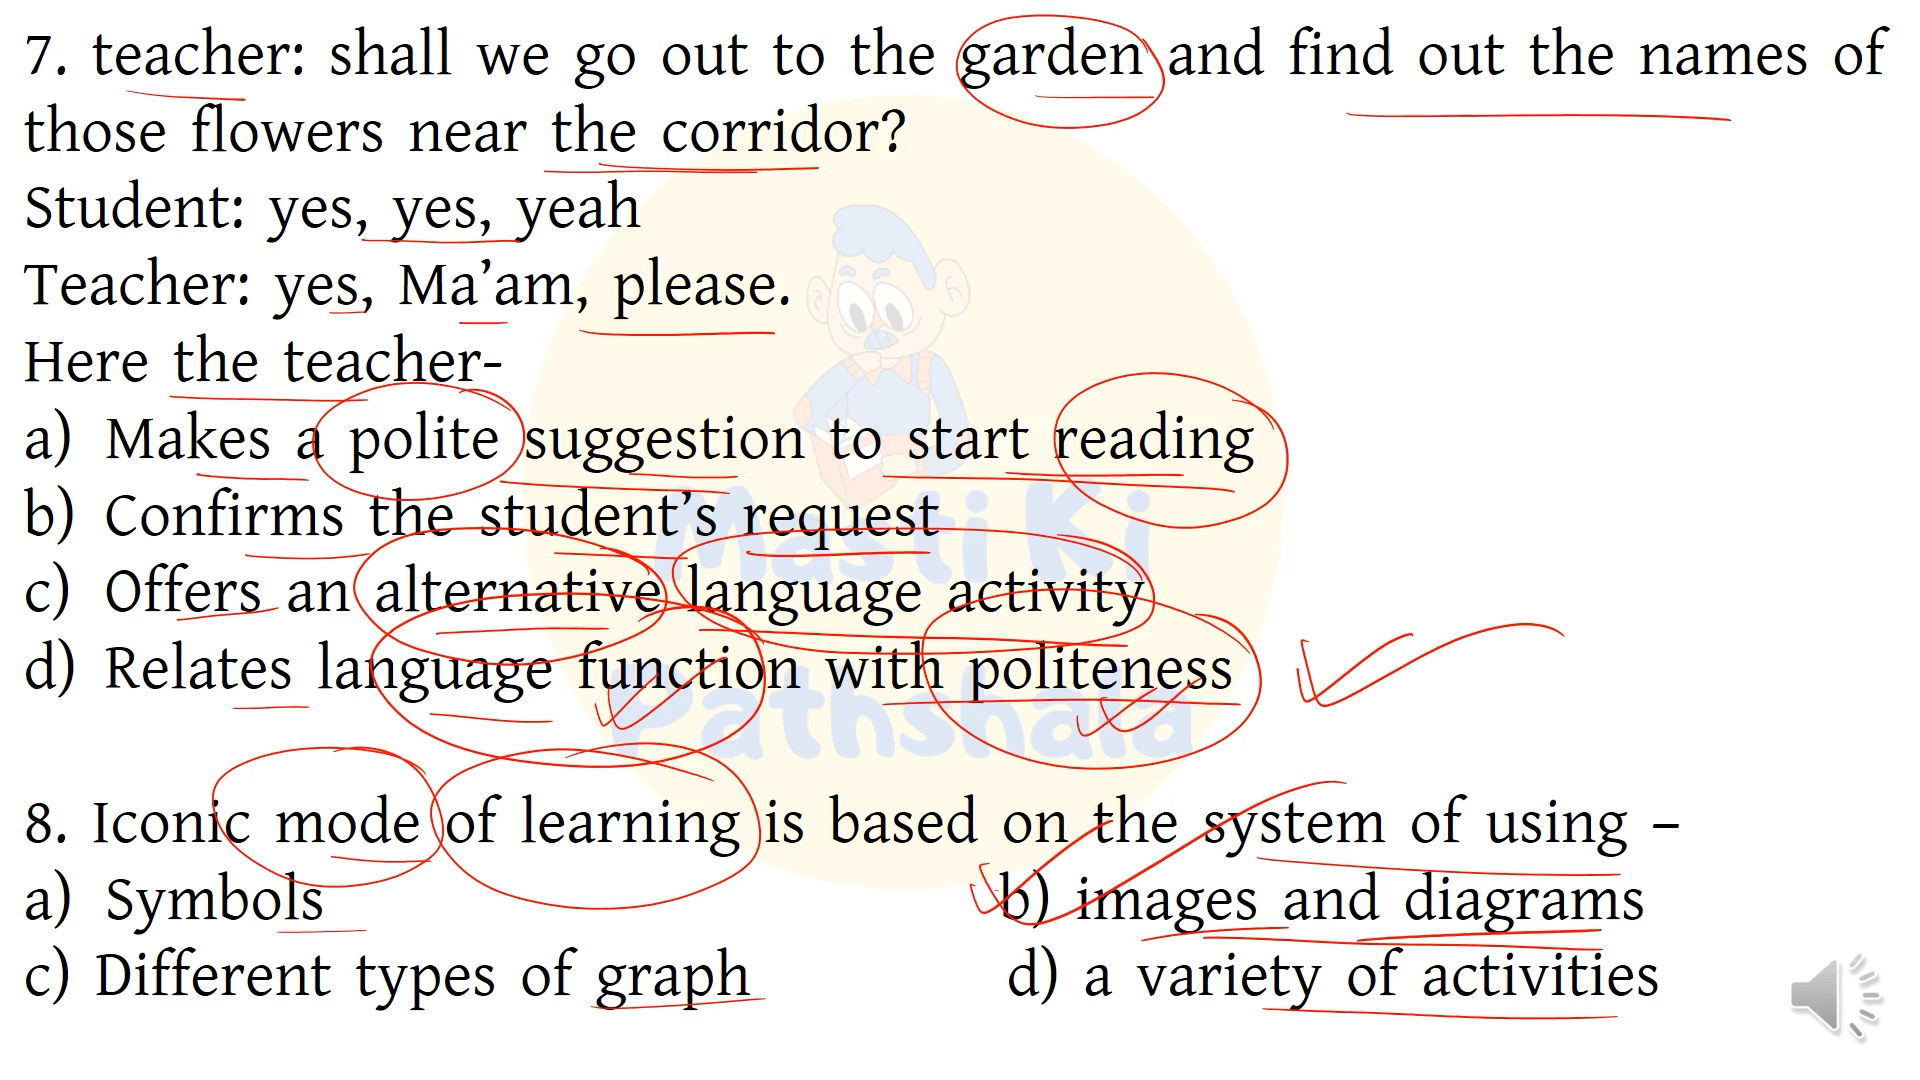 7. teacher: shall we go out to the garden and find out the names of
those flowers near the corridor?
Student: yes, yes, yeah
Teacher: yes, Ma’am, please.
Here the teacher-
a) Makes a polite suggestion to start reading
b) Confirms the student’s request
c) Offers an alternative language activity
d) Relates language function with politeness
Masti Ki
Pathshala
8. Iconic mode of learning is based on the system of using –
a) Symbols b) images and diagrams
c) Different types of graph d) a variety of activities